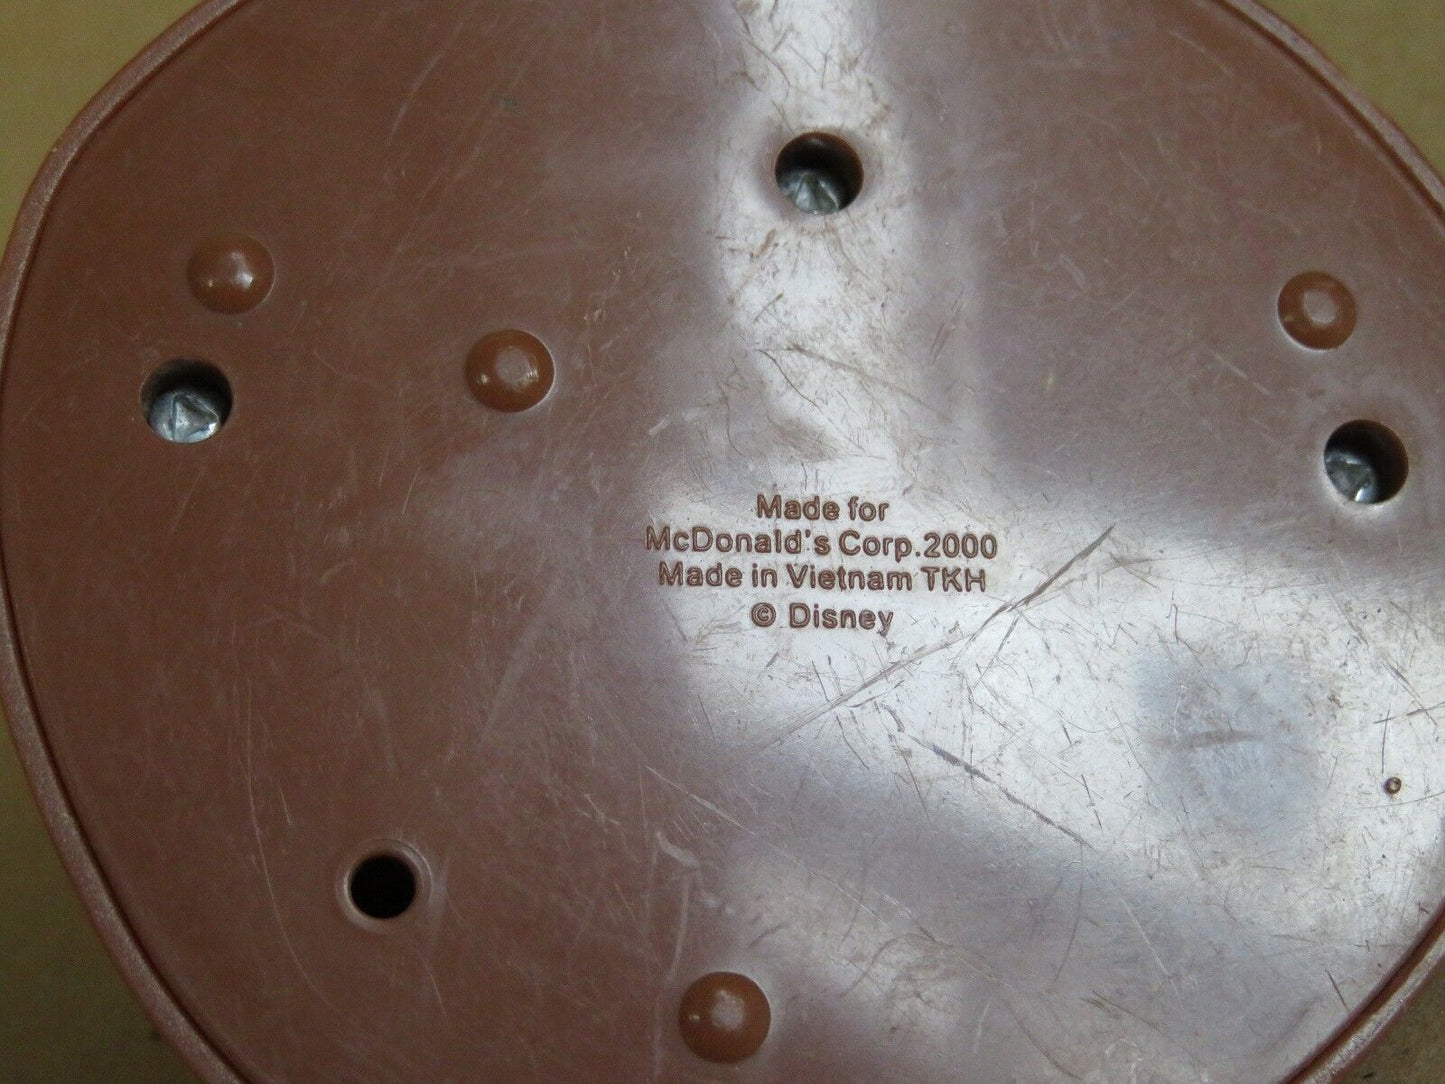 Made for
McDonald's Corp.2000
Made in Vietnam TKH
© Disney